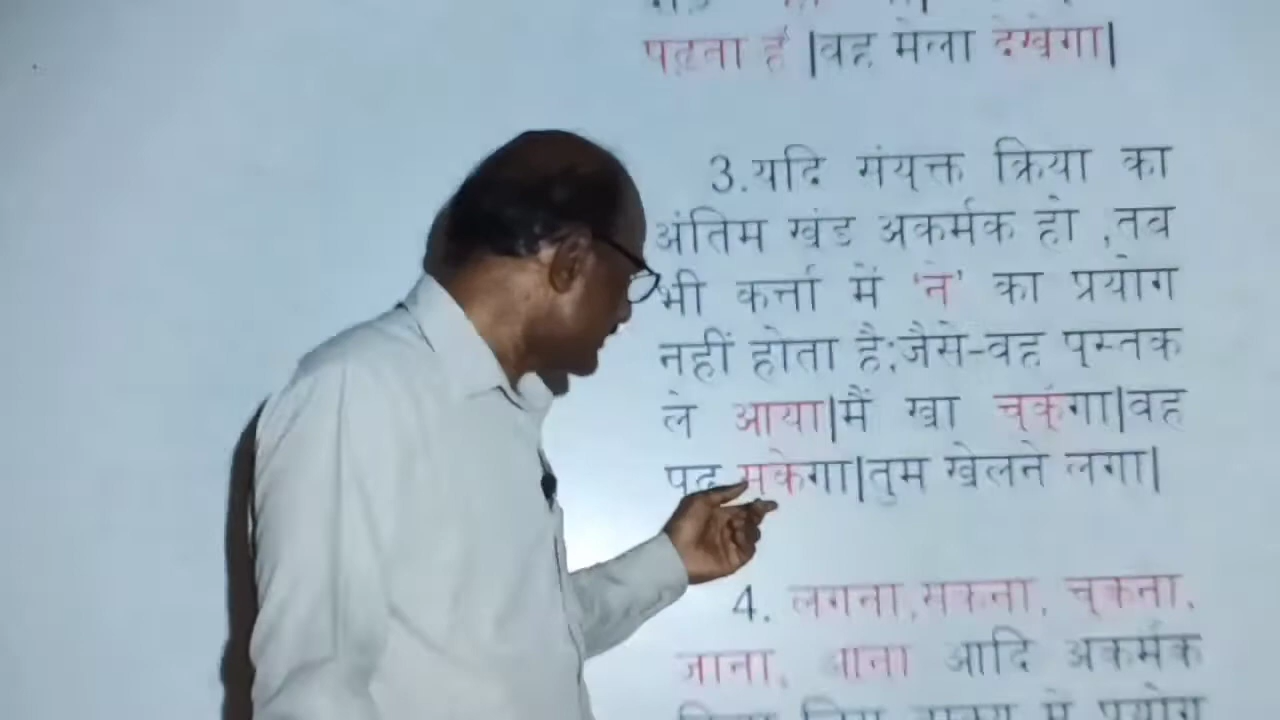 पढ़ता है |वह मेला देखेगा|
3.यदि संयुक्त क्रिया का
अंतिम खंड अकर्मक हो ,तब
भी कर्त्ता में 'ने' का प्रयोग
नहीं होता है;जैसे-वह पुस्तक
ले आया|मैं खा चुकूंगा|वह
पढ़ सकेगा|तुम खेलने लगा|
4. लगना,सकना, चुकना,
जाना, आना आदि अकर्मक